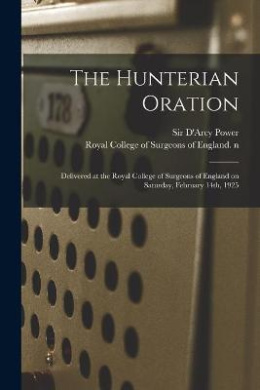 THE HUNTERIAN
ORATION
Sir D'Arcy Power
Royal College of Surgeons of England. n
Delivered at the Royal College of Surgeons of England on
Saturday, February 14th, 1925